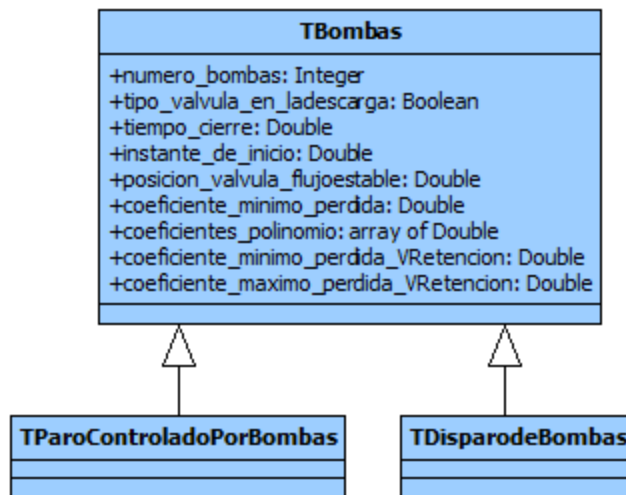 TBombas
+numero_bombas: Integer
+tipo_valvula_en_ladescarga: Boolean
+tiempo_cierre: Double
+instante_de_inicio: Double
+posicion_valvula_flujoestable: Double
+coeficiente_minimo_perdida: Double
+coeficientes_polinomio: array of Double
+coeficiente_minimo_perdida_VRetencion: Double
+coeficiente_maximo_perdida_VRetencion: Double
TParoControladoPorBombas
TDisparodeBombas